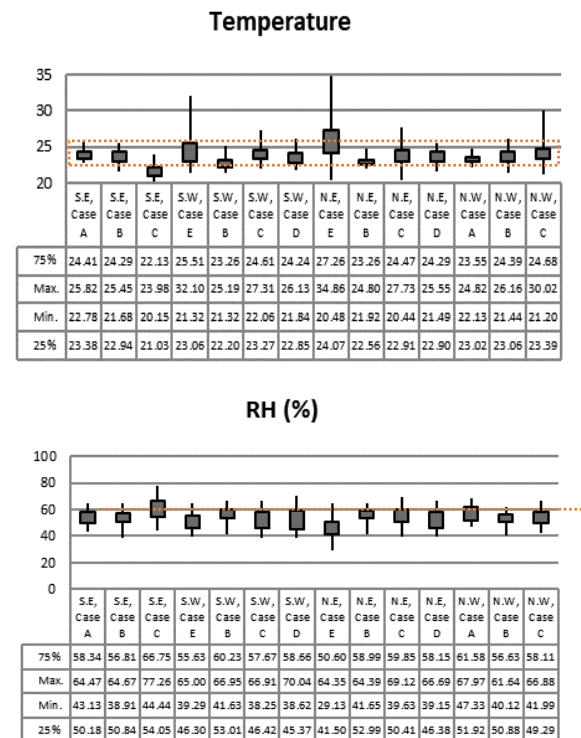 Temperature
35
30
25
20
S.E, S.E, S.E, S.W, S.W, S.W, S.W, N.E, N.E, N.E, N.E, N.W, N.W, N.W,
Case Case Case Case Case Case Case Case Case Case Case Case Case Case
A B C E B C D E B C D A B C
75% 24.41 24.29 22.13 25.51 23.26 24.61 24.24 27.26 23.26 24.47 24.29 23.55 24.39 24.68
Max. 25.82 25.45 23.98 32.10 25.19 27.31 26.13 34.86 24.80 27.73 25.55 24.82 26.16 30.02
Min. 22.78 21.68 20.15 21.32 21.32 22.06 21.84 20.48 21.92 20.44 21.49 22.13 21.44 21.20
25% 23.38 22.94 21.03 23.06 22.20 23.27 22.85 24.07 22.56 22.91 22.90 23.02 23.06 23.39
RH (%)
100
80
60
40
20
0
S.E, S.E, S.E, S.W, S.W, S.W, S.W, N.E, N.E, N.E, N.E, N.W, N.W, N.W,
Case Case Case Case Case Case Case Case Case Case Case Case Case Case
A B C E B C D E B C D A B C
75% 58.34 56.81 66.75 55.63 60.23 57.67 58.66 50.60 58.99 59.85 58.15 61.58 56.63 58.11
Max. 64.47 64.67 77.26 65.00 66.95 66.91 70.04 64.35 64.39 69.12 66.69 67.97 61.64 66.88
Min. 43.13 38.91 44.44 39.29 41.63 38.25 38.62 29.13 41.65 39.63 39.15 47.33 40.12 41.99
25% 50.18 50.84 54.05 46.30 53.01 46.42 45.37 41.50 52.99 50.41 46.38 51.92 50.88 49.29